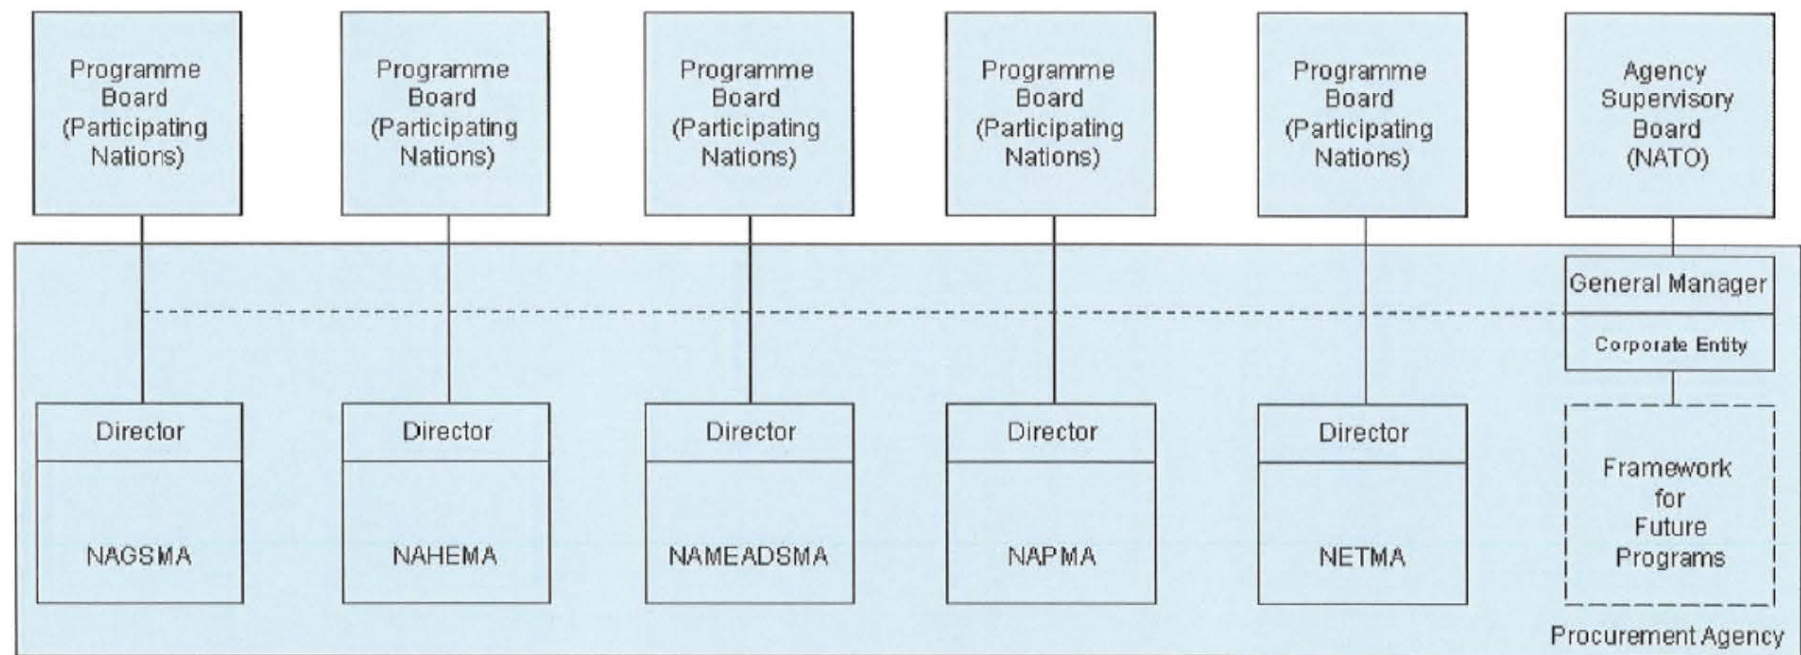 Programme
Board
(Participating
Nations)
Programme
Board
(Participating
Nations)
Programme
Board
(Participating
Nations)
Programme
Board
(Participating
Nations)
Programme
Board
(Participating
Nations)
Agency
Supervisory
Board
(NATO)
General Manager
Corporate Entity
Director
NAGSMA
Director
NAHEMA
Director
NAMEADSMA
Director
NAPMA
Director
NETMA
Framework
for
Future
Programs
Procurement Agency